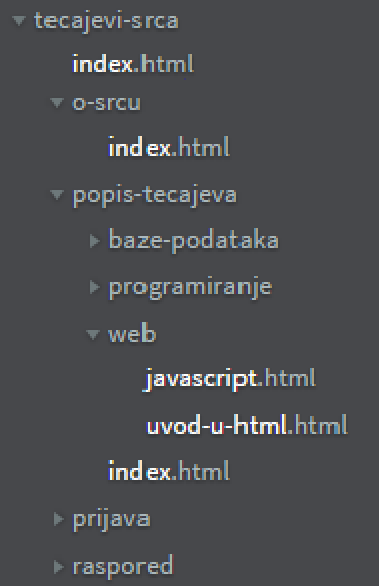 tecajevi-srca
index.html
o-srcu
index.html
popis-tecajeva
baze-podataka
programiranje
web
javascript.html
uvod-u-html.html
index.html
prijava
raspored